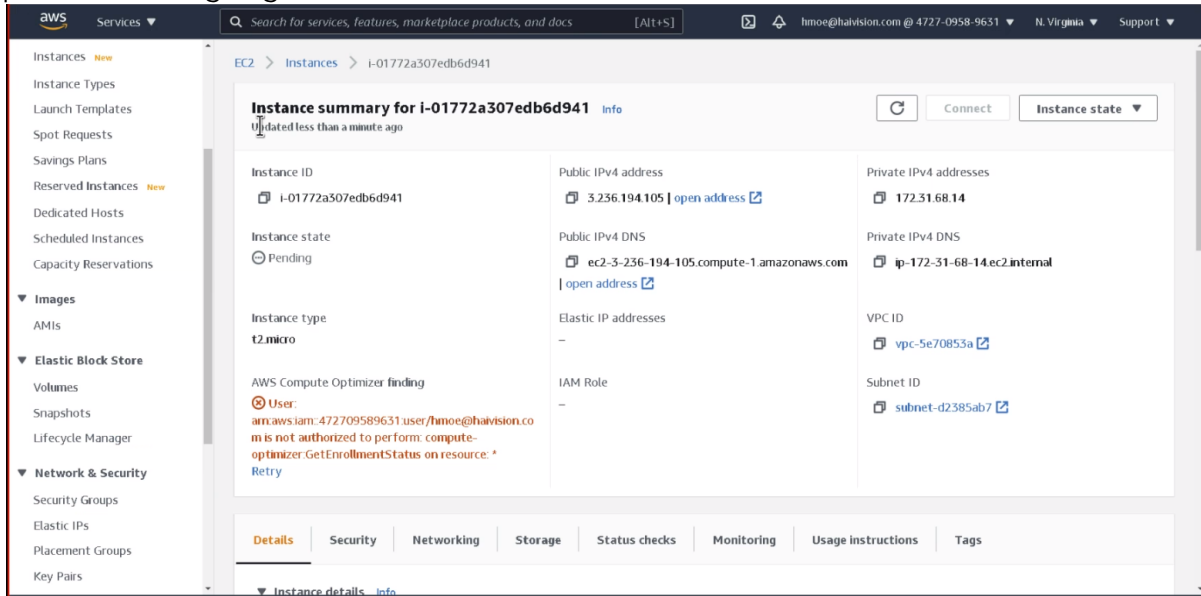 aws Services ▼ Search for services, features, marketplace products, and docs [Alt+S] hmoe@haivision.com @ 4727-0958-9631 ▼ N. Virginia ▼ Support ▼
Instances New
Instance Types
Launch Templates
Spot Requests
Savings Plans
Reserved Instances New
Dedicated Hosts
Scheduled Instances
Capacity Reservations
▼ Images
AMIs
▼ Elastic Block Store
Volumes
Snapshots
Lifecycle Manager
▼ Network & Security
Security Groups
Elastic IPs
Placement Groups
Key Pairs
EC2 > Instances > i-01772a307edb6d941
Instance summary for i-01772a307edb6d941 Info
Updated less than a minute ago
Connect
Instance state ▼
Instance ID
i-01772a307edb6d941
Public IPv4 address
3.236.194.105 | open address
Private IPv4 addresses
172.31.68.14
Instance state
Pending
Public IPv4 DNS
ec2-3-236-194-105.compute-1.amazonaws.com
| open address
Private IPv4 DNS
ip-172-31-68-14.ec2.internal
Instance type
t2.micro
Elastic IP addresses
–
VPC ID
vpc-5e70853a
AWS Compute Optimizer finding
User:
arn:aws:iam::472709589631:user/hmoe@haivision.co
m is not authorized to perform: compute-
optimizer:GetEnrollmentStatus on resource: *
Retry
IAM Role
–
Subnet ID
subnet-d2385ab7
Details Security Networking Storage Status checks Monitoring Usage instructions Tags
▼ Instance details Info